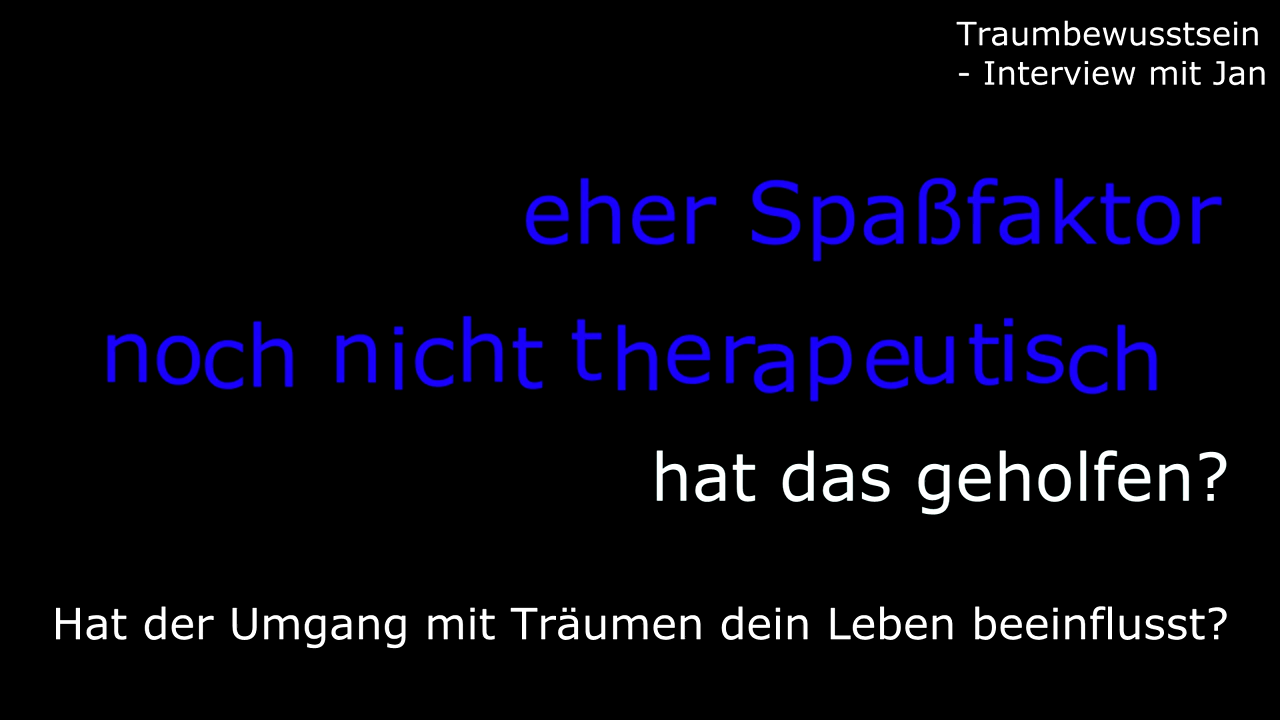 Traumbewusstsein
- Interview mit Jan
eher Spaßfaktor
noch nicht therapeutisch
hat das geholfen?
Hat der Umgang mit Träumen dein Leben beeinflusst?